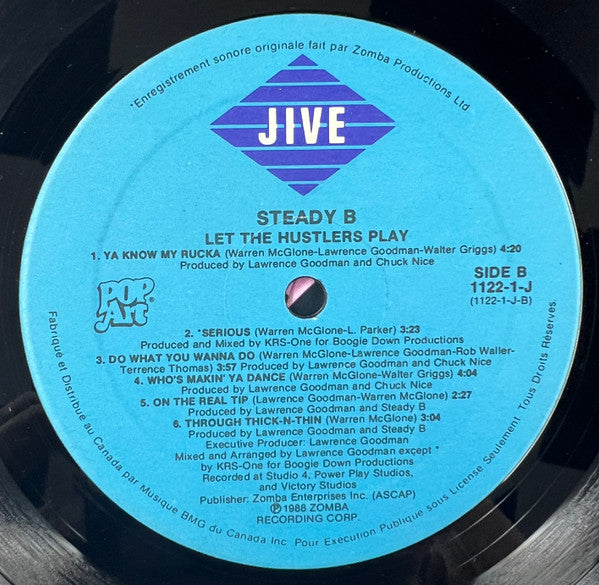 *Enregistrement sonore originale fait par Zomba Productions Ltd
JIVE
STEADY B
LET THE HUSTLERS PLAY
1. YA KNOW MY RUCKA (Warren McGlone-Lawrence Goodman-Walter Griggs) 4:20
Produced by Lawrence Goodman and Chuck Nice
POP Art®
SIDE B
1122-1-J
(1122-1-J-B)
2. *SERIOUS (Warren McGlone-L. Parker) 3:23
Produced and Mixed by KRS-One for Boogie Down Productions
3. DO WHAT YOU WANNA DO (Warren McGlone-Lawrence Goodman-Rob Waller-
Terrence Thomas) 3:57 Produced by Lawrence Goodman and Chuck Nice
4. WHO'S MAKIN' YA DANCE (Warren McGlone-Walter Griggs) 4:04
Produced by Lawrence Goodman and Chuck Nice
5. ON THE REAL TIP (Lawrence Goodman-Warren McGlone) 2:27
Produced by Lawrence Goodman and Steady B
6. THROUGH THICK-N-THIN (Warren McGlone) 3:04
Produced by Lawrence Goodman and Steady B
Executive Producer: Lawrence Goodman
Mixed and Arranged by Lawrence Goodman except *
by KRS-One for Boogie Down Productions
Recorded at Studio 4, Power Play Studios,
and Victory Studios
Publisher: Zomba Enterprises Inc. (ASCAP)
℗1988 ZOMBA
RECORDING CORP.
Fabriqué et Distribué au Canada par Musique BMG du Canada Inc. Pour Exécution Publique sous License Seulement. Tous Droits Réservés.